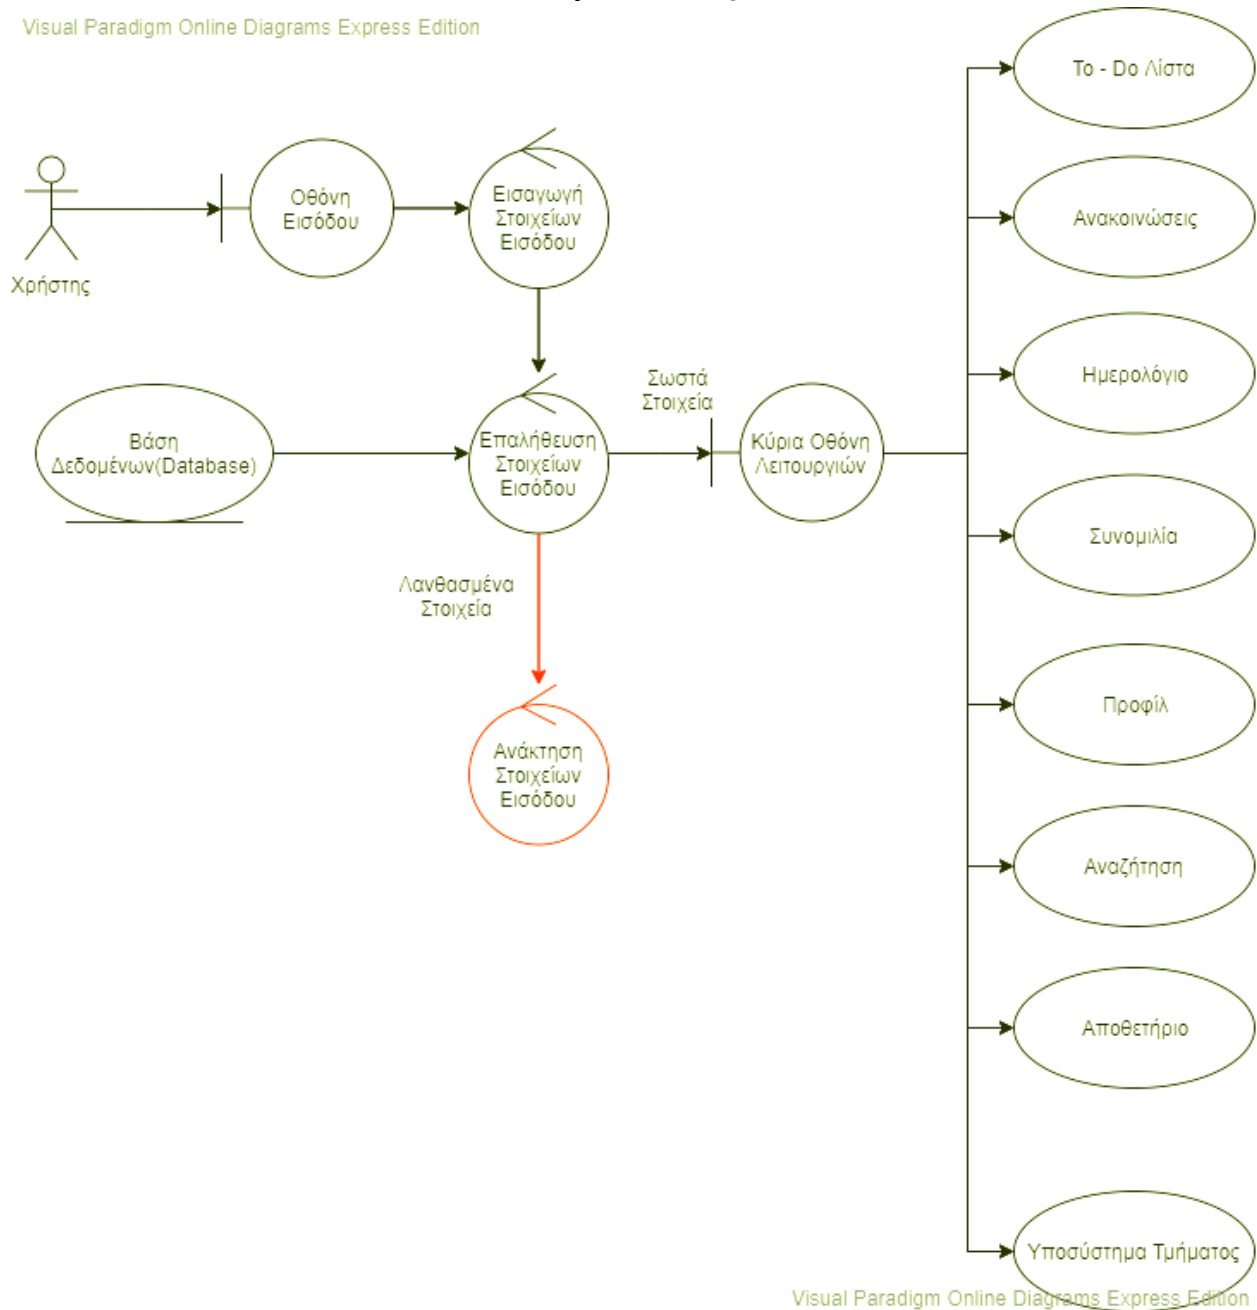 Visual Paradigm Online Diagrams Express Edition
To - Do Λίστα
Οθόνη
Εισόδου
Εισαγωγή
Στοιχείων
Εισόδου
Ανακοινώσεις
Χρήστης
Ημερολόγιο
Σωστά
Στοιχεία
Βάση
Δεδομένων(Database)
Επαλήθευση
Στοιχείων
Εισόδου
Κύρια Οθόνη
Λειτουργιών
Συνομιλία
Λανθασμένα
Στοιχεία
Προφίλ
Ανάκτηση
Στοιχείων
Εισόδου
Αναζήτηση
Αποθετήριο
Υποσύστημα Τμήματος
Visual Paradigm Online Diagrams Express Edition